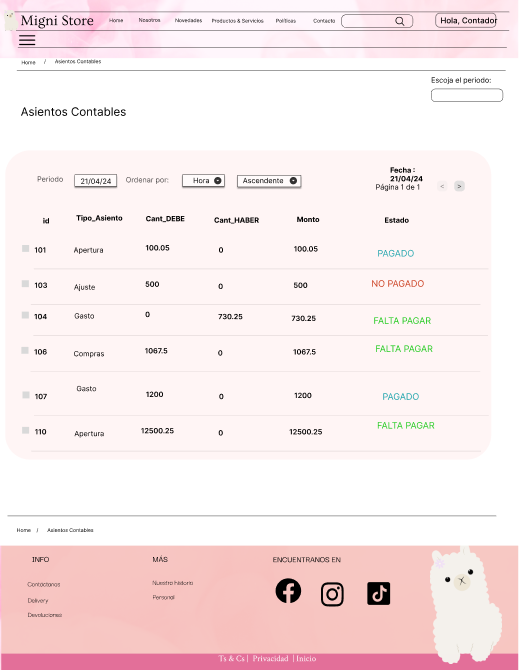 Migni Store Home Nosotros Novedades Productos & Servicios Políticas Contacto Hola, Contador
Home / Asientos Contables
Escoja el periodo:
Asientos Contables
Fecha :
21/04/24
Periodo 21/04/24 Ordenar por: Hora Ascendente Página 1 de 1 < >
id Tipo_Asiento Cant_DEBE Cant_HABER Monto Estado
101 Apertura 100.05 0 100.05 PAGADO
103 Ajuste 500 0 500 NO PAGADO
104 Gasto 0 730.25 730.25 FALTA PAGAR
106 Compras 1067.5 0 1067.5 FALTA PAGAR
107 Gasto 1200 0 1200 PAGADO
110 Apertura 12500.25 0 12500.25 FALTA PAGAR
Home / Asientos Contables
INFO MÁS ENCUENTRANOS EN
Contáctanos Nuestra historia
Delivery Personal
Devoluciones
Ts & Cs | Privacidad | Inicio